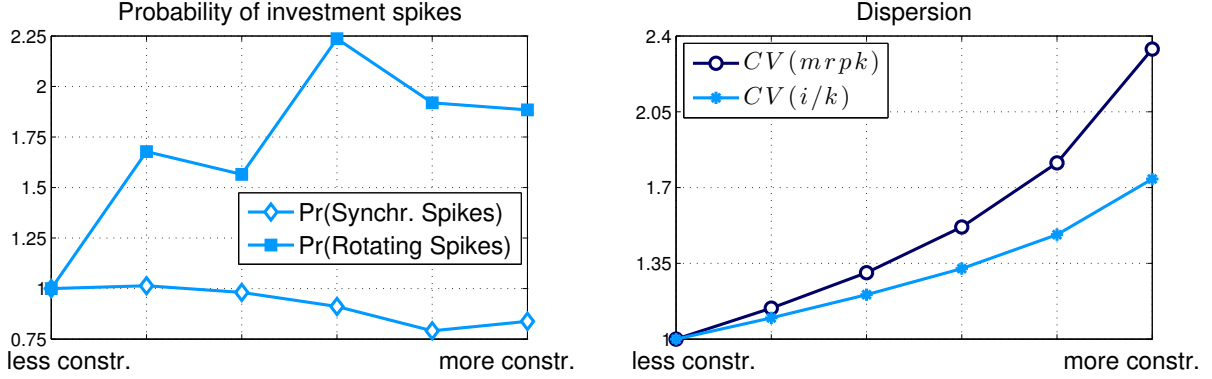 Probability of investment spikes
2.25
2
1.75
1.5
1.25
1
0.75
Pr(Synchr. Spikes)
Pr(Rotating Spikes)
less constr. more constr.
Dispersion
2.4
2.05
1.7
1.35
1
CV(mrpk)
CV(i/k)
less constr. more constr.